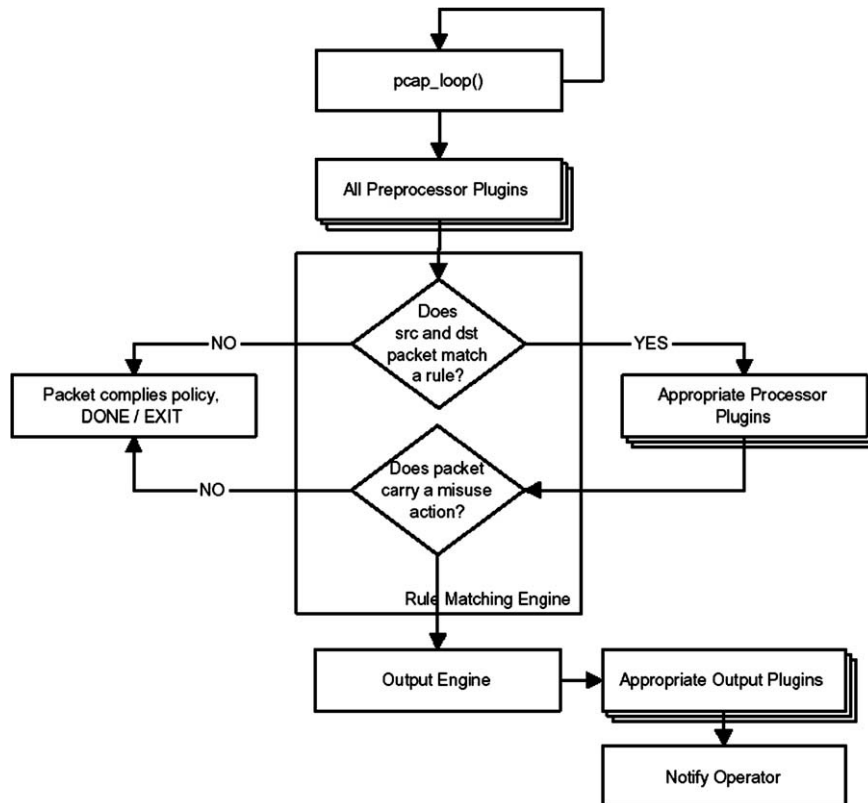 pcap_loop()
All Preprocessor Plugins
Does
src and dst
packet match
a rule?
NO
YES
Packet complies policy,
DONE / EXIT
Appropriate Processor
Plugins
Does packet
carry a misuse
action?
NO
Rule Matching Engine
Output Engine
Appropriate Output Plugins
Notify Operator